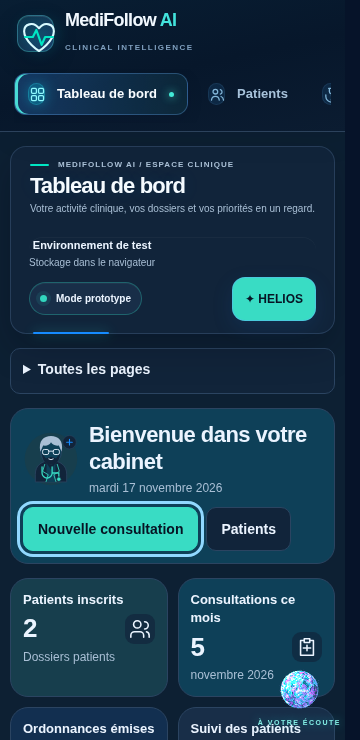 MediFollow AI
CLINICAL INTELLIGENCE
Tableau de bord
Patients
MEDIFOLLOW AI / ESPACE CLINIQUE
Tableau de bord
Votre activité clinique, vos dossiers et vos priorités en un regard.
Environnement de test
Stockage dans le navigateur
Mode prototype
✦ HELIOS
Toutes les pages
Bienvenue dans votre
cabinet
mardi 17 novembre 2026
Nouvelle consultation
Patients
Patients inscrits
2
Dossiers patients
Consultations ce
mois
5
novembre 2026
À VOTRE ÉCOUTE
Ordonnances émises
Suivi des patients